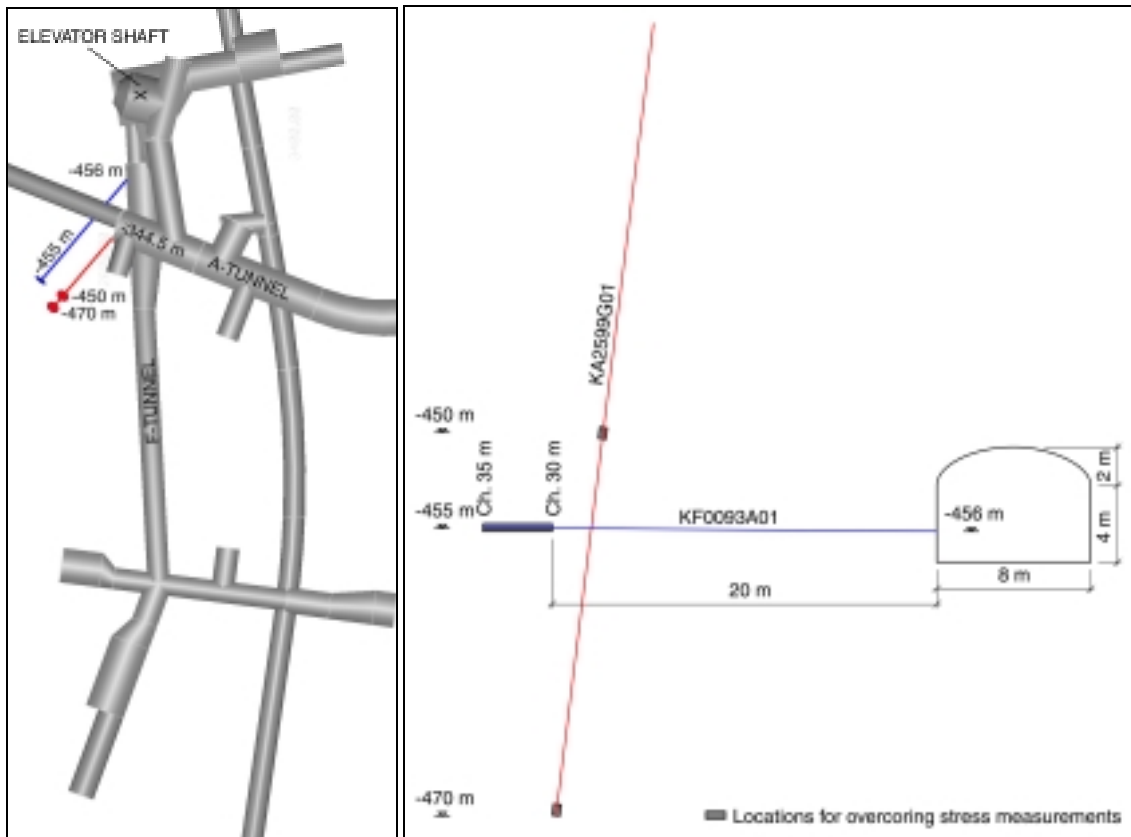 ELEVATOR SHAFT
-456 m
-455 m
-344.5 m
A-TUNNEL
-450 m
-470 m
F-TUNNEL
KA2599G01
-450 m
Ch. 35 m
Ch. 30 m
-455 m
KF0093A01
-456 m
2 m
4 m
8 m
20 m
-470 m
Locations for overcoring stress measurements